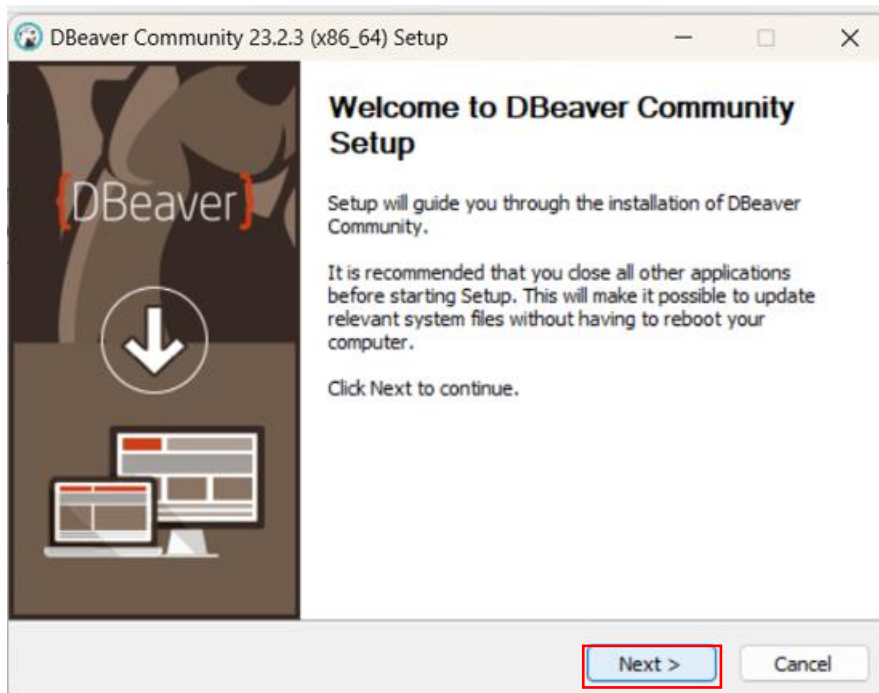 DBeaver Community 23.2.3 (x86_64) Setup
{DBeaver}
Welcome to DBeaver Community
Setup
Setup will guide you through the installation of DBeaver
Community.
It is recommended that you close all other applications
before starting Setup. This will make it possible to update
relevant system files without having to reboot your
computer.
Click Next to continue.
Next >
Cancel